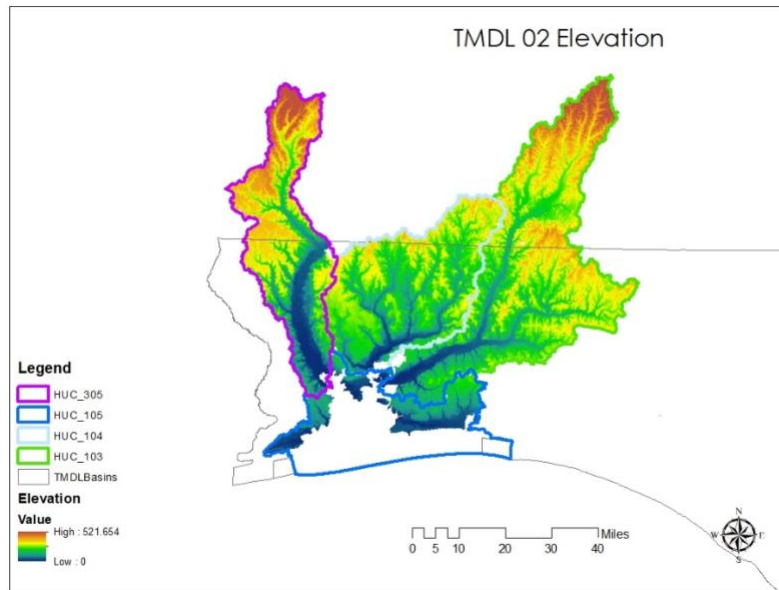 TMDL 02 Elevation
Legend
HUC_305
HUC_105
HUC_104
HUC_103
TMDLBasins
Elevation
Value
High : 521.654
Low : 0
Miles
0 5 10 20 30 40
N
W E
S